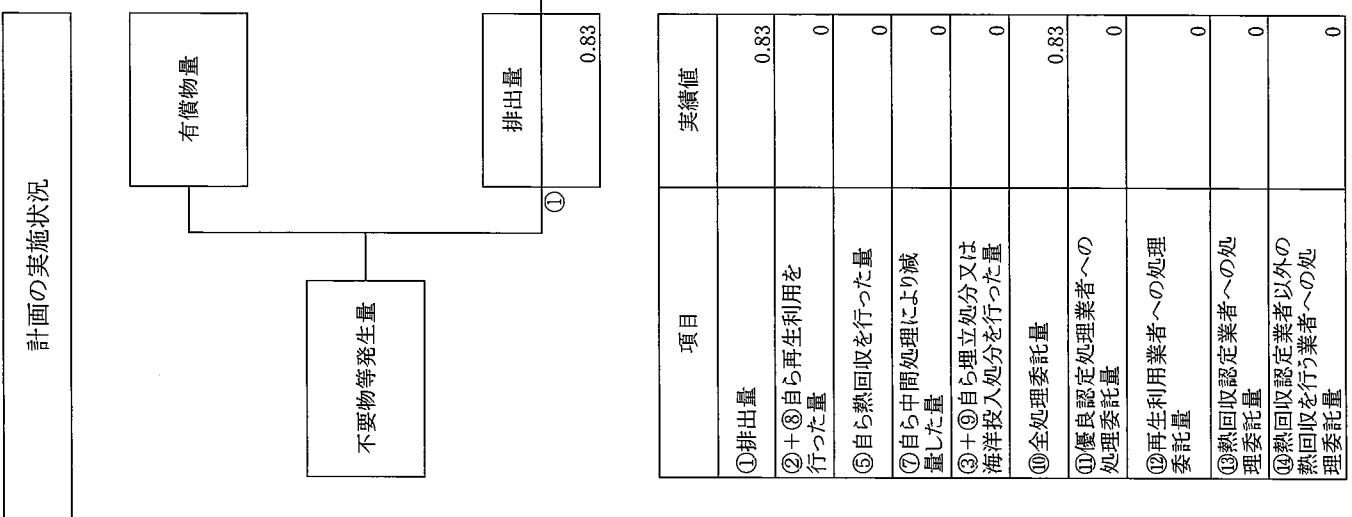 計画の実施状況
有償物量
不要物等発生量
排出量
0.83
①
項目
実績値
①排出量
0.83
②+⑧自ら再生利用を
行った量
0
⑤自ら熱回収を行った量
0
⑦自ら中間処理により減
量した量
0
③+⑨自ら埋立処分又は
海洋投入処分を行った量
0
⑩全処理委託量
0.83
⑪優良認定処理業者への
処理委託量
0
⑫再生利用業者への処理
委託量
0
⑬熱回収認定業者への処
理委託量
0
⑭熱回収認定業者以外の
熱回収を行う業者への処
理委託量
0